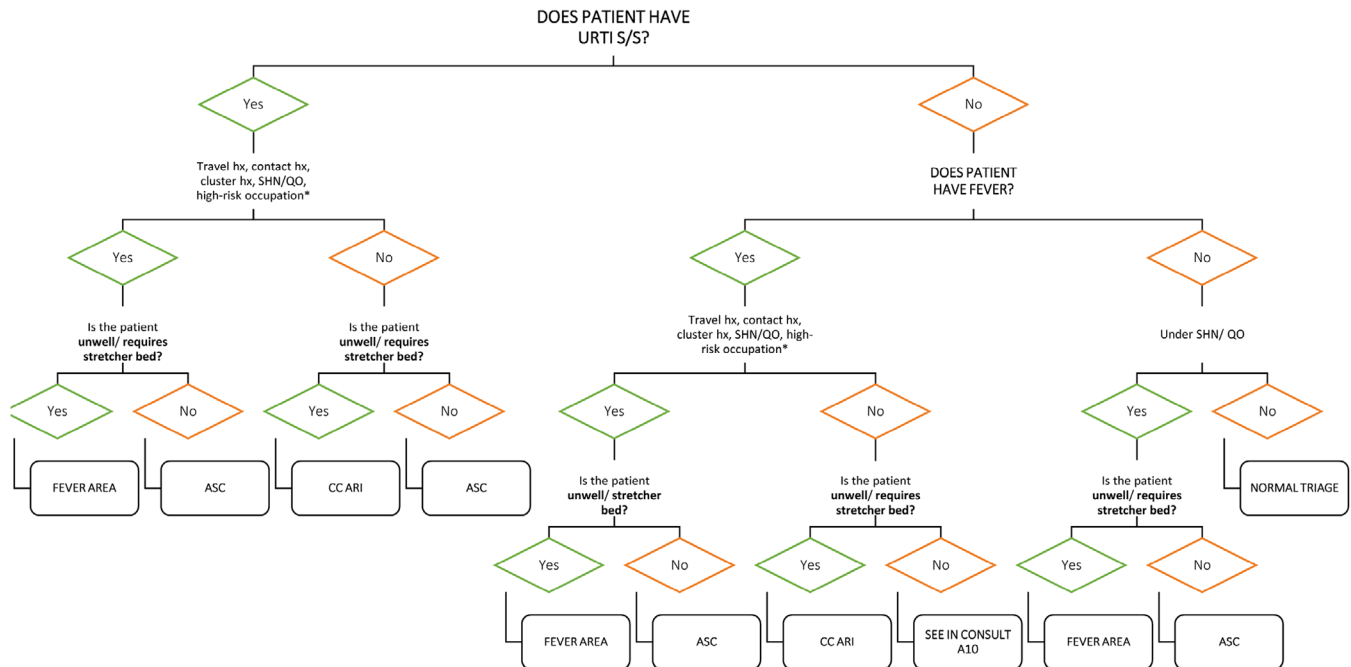 DOES PATIENT HAVE
URTI S/S?
Yes
No
Travel hx, contact hx,
cluster hx, SHN/QO,
high-risk occupation*
DOES PATIENT
HAVE FEVER?
Yes
No
Yes
No
Is the patient
unwell/ requires
stretcher bed?
Is the patient
unwell/ requires
stretcher bed?
Travel hx, contact hx,
cluster hx, SHN/QO, high-
risk occupation*
Under SHN/ QO
Yes
No
Yes
No
Yes
No
Yes
No
FEVER AREA
ASC
CC ARI
ASC
Is the patient
unwell/ stretcher
bed?
Is the patient
unwell/ requires
stretcher bed?
Is the patient
unwell/ requires
stretcher bed?
NORMAL TRIAGE
Yes
No
Yes
No
Yes
No
FEVER AREA
ASC
CC ARI
SEE IN CONSULT
A10
FEVER AREA
ASC